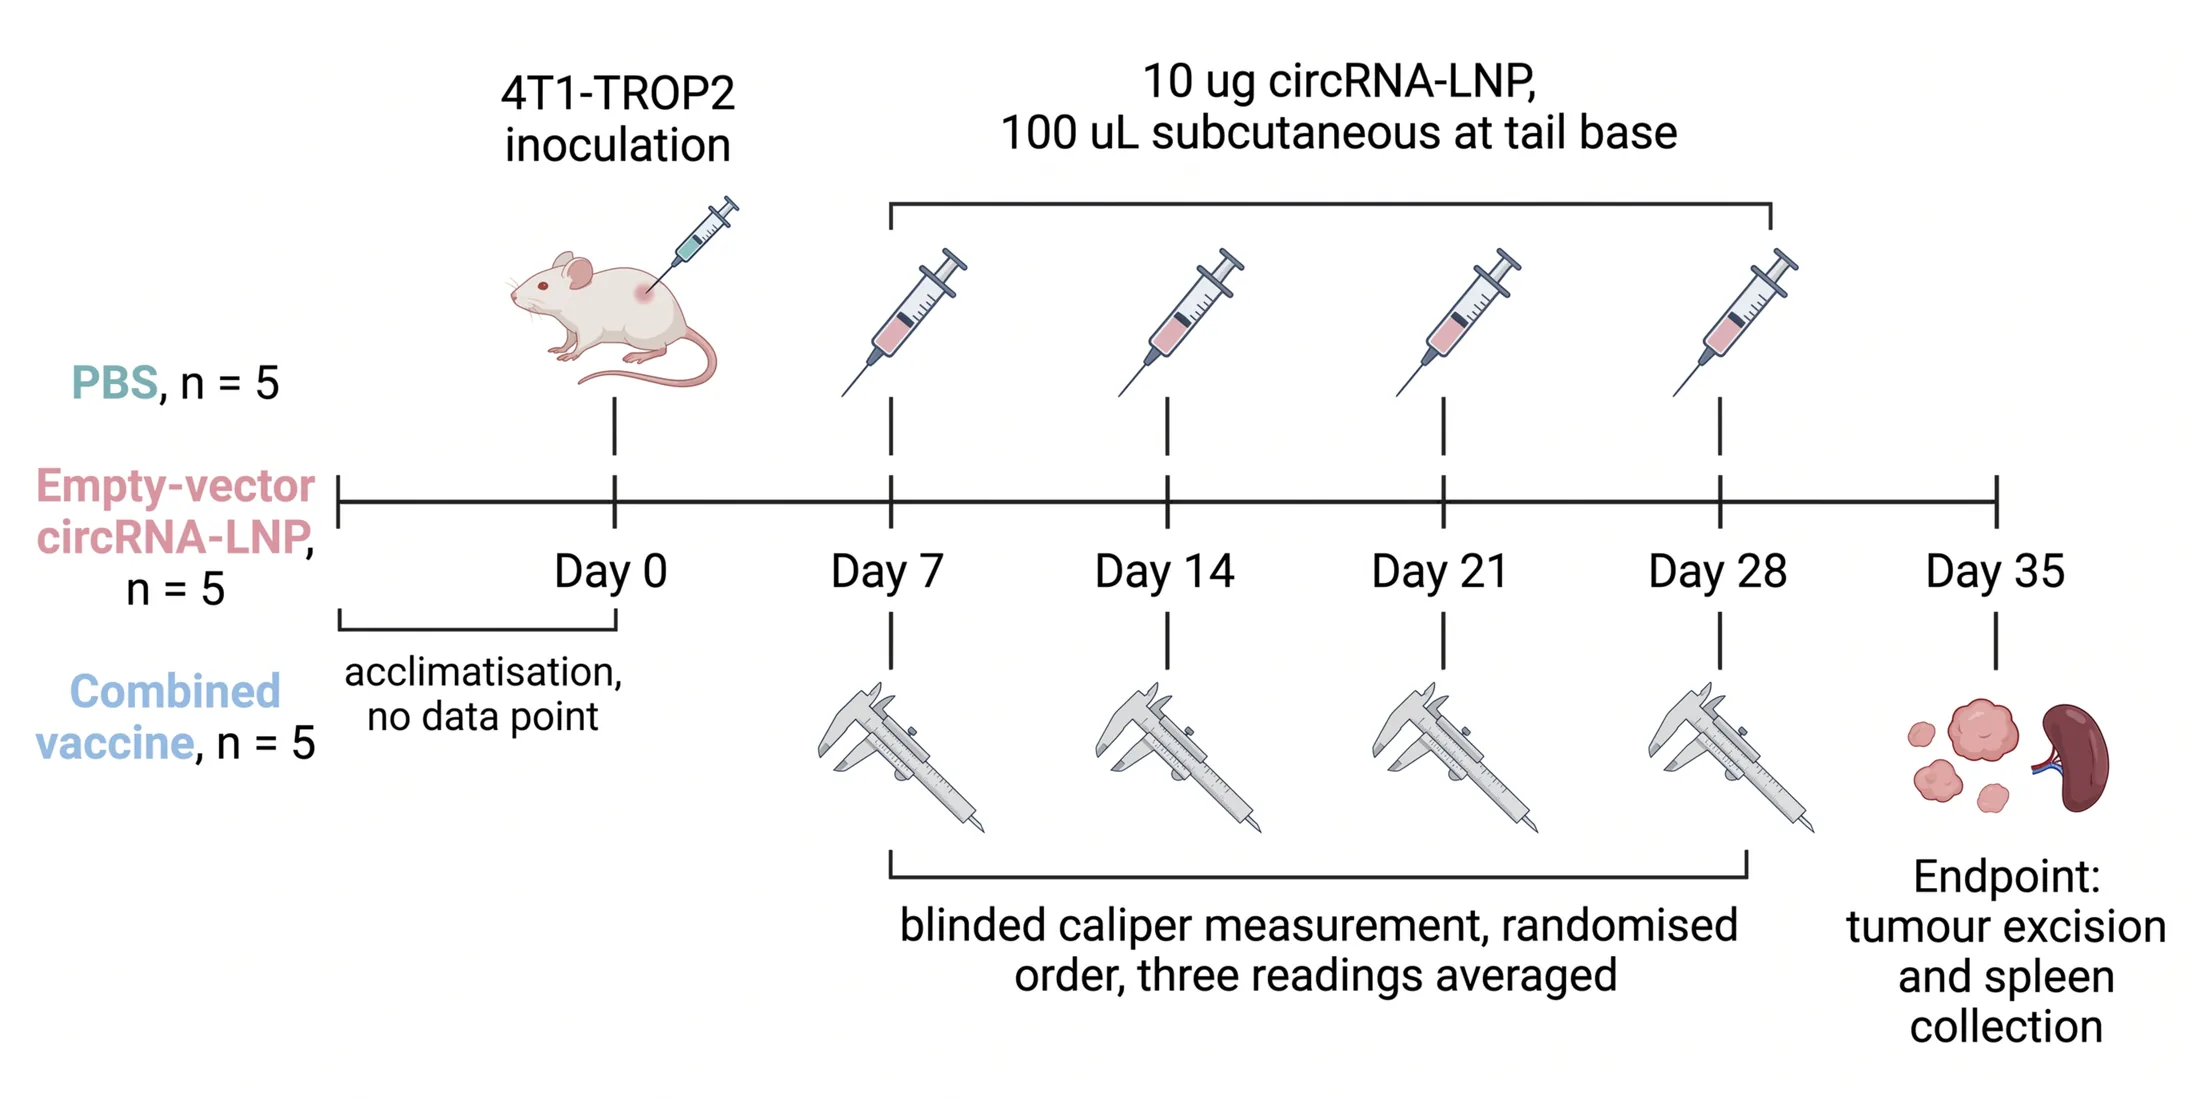 4T1-TROP2
inoculation
10 ug circRNA-LNP,
100 uL subcutaneous at tail base
PBS, n = 5
Empty-vector
circRNA-LNP,
n = 5
Combined
vaccine, n = 5
Day 0
Day 7
Day 14
Day 21
Day 28
Day 35
acclimatisation,
no data point
blinded caliper measurement, randomised
order, three readings averaged
Endpoint:
tumour excision
and spleen
collection